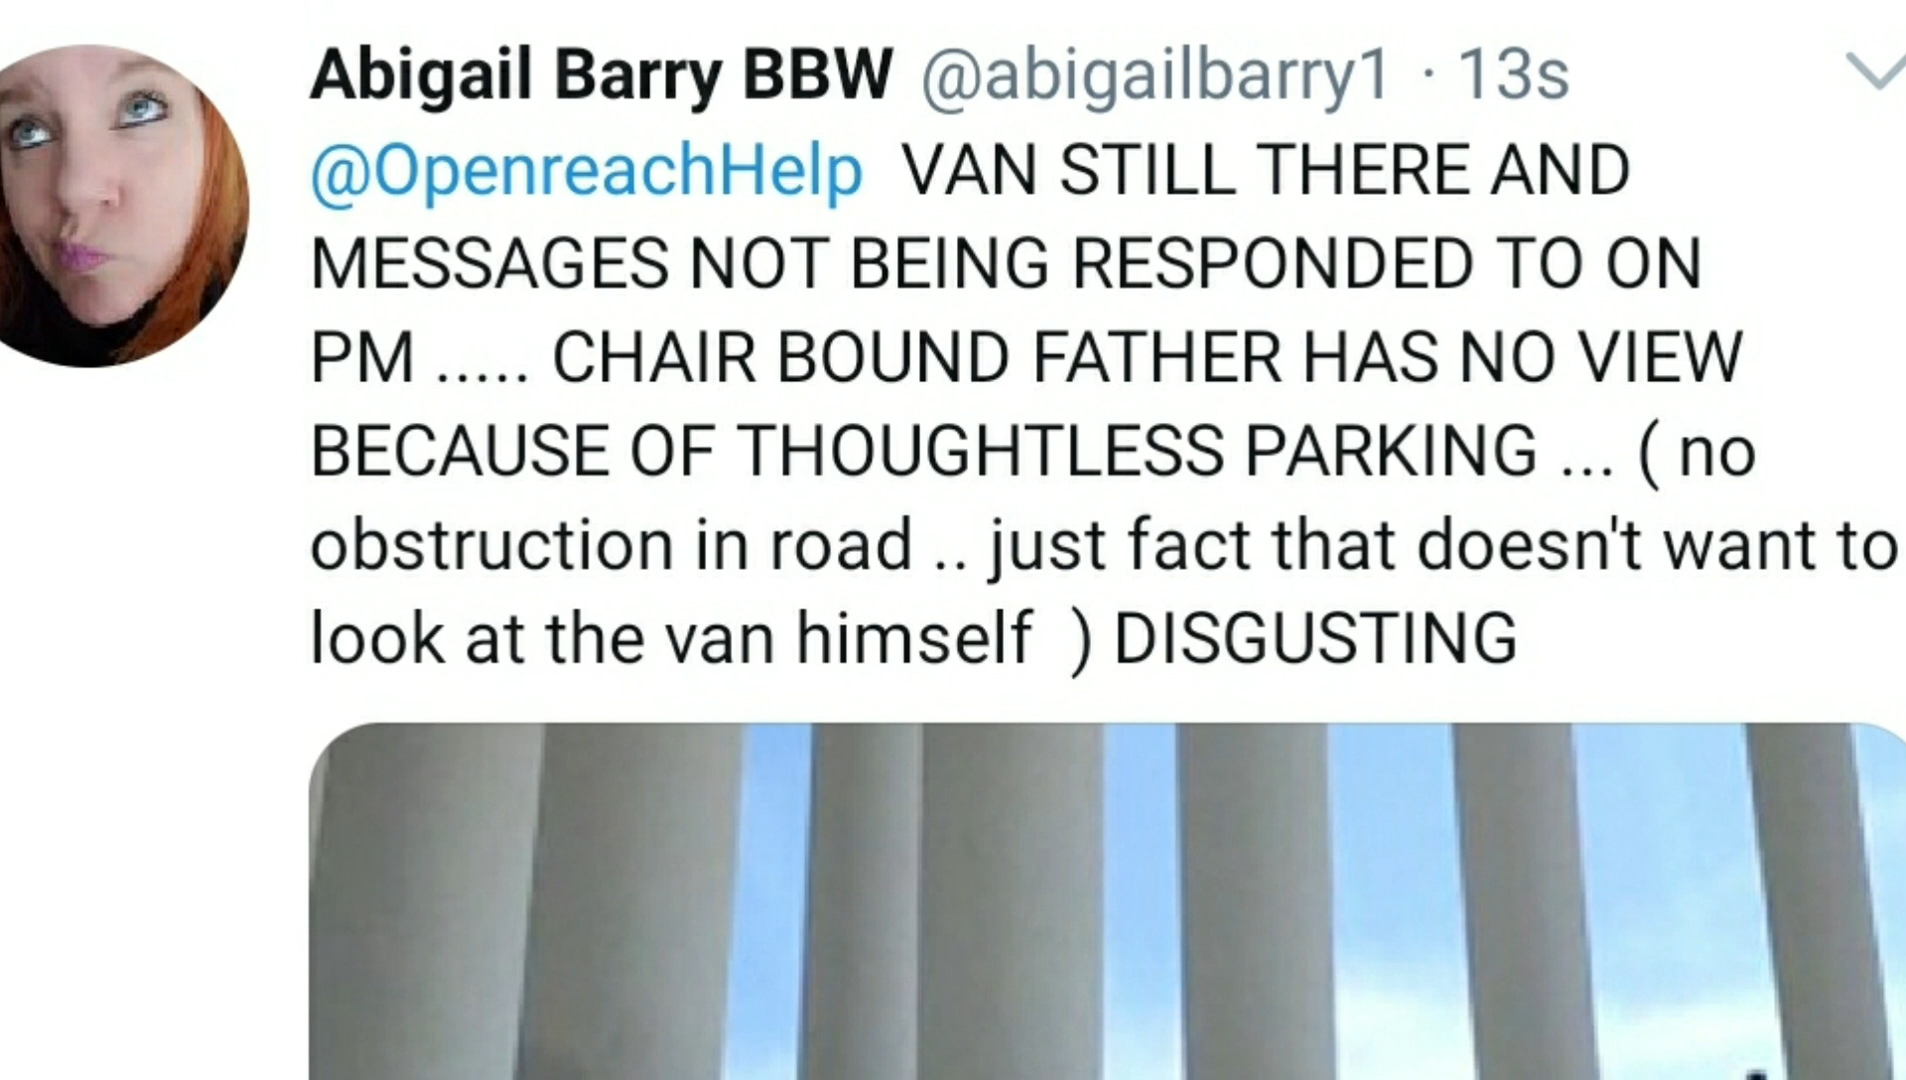 Abigail Barry BBW @abigailbarry1 · 13s
@OpenreachHelp VAN STILL THERE AND
MESSAGES NOT BEING RESPONDED TO ON
PM ..... CHAIR BOUND FATHER HAS NO VIEW
BECAUSE OF THOUGHTLESS PARKING ... ( no
obstruction in road .. just fact that doesn't want to
look at the van himself ) DISGUSTING